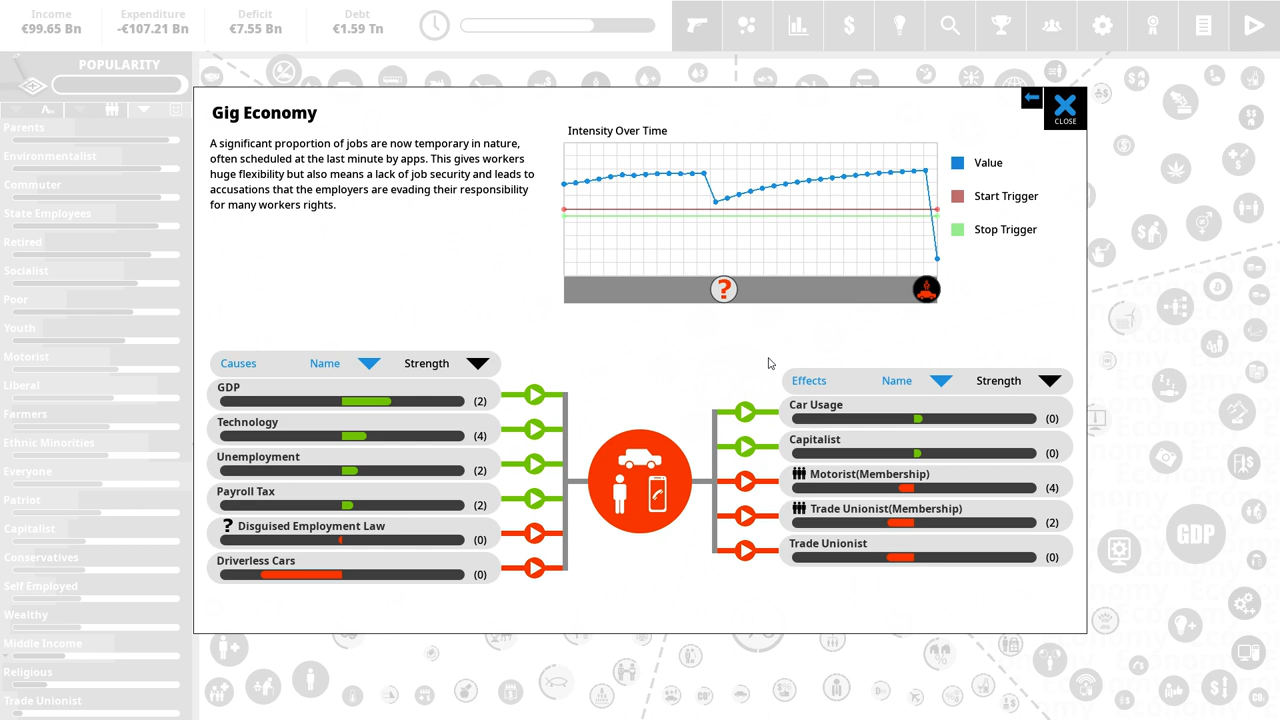 Income
Expenditure
Deficit
Debt
€99.65 Bn
-€107.21 Bn
€7.55 Bn
€1.59 Tn
POPULARITY
Parents
Environmentalist
Commuter
State Employees
Retired
Socialist
Poor
Youth
Motorist
Liberal
Farmers
Ethnic Minorities
Everyone
Patriot
Capitalist
Conservatives
Self Employed
Wealthy
Middle Income
Religious
Trade Unionist
Gig Economy
A significant proportion of jobs are now temporary in nature,
often scheduled at the last minute by apps. This gives workers
huge flexibility but also means a lack of job security and leads to
accusations that the employers are evading their responsibility
for many workers rights.
Intensity Over Time
Value
Start Trigger
Stop Trigger
CLOSE
Causes
Name
Strength
GDP
(2)
Technology
(4)
Unemployment
(2)
Payroll Tax
(2)
Disguised Employment Law
(0)
Driverless Cars
(0)
Effects
Name
Strength
Car Usage
(0)
Capitalist
(0)
Motorist(Membership)
(4)
Trade Unionist(Membership)
(2)
Trade Unionist
(0)
GDP